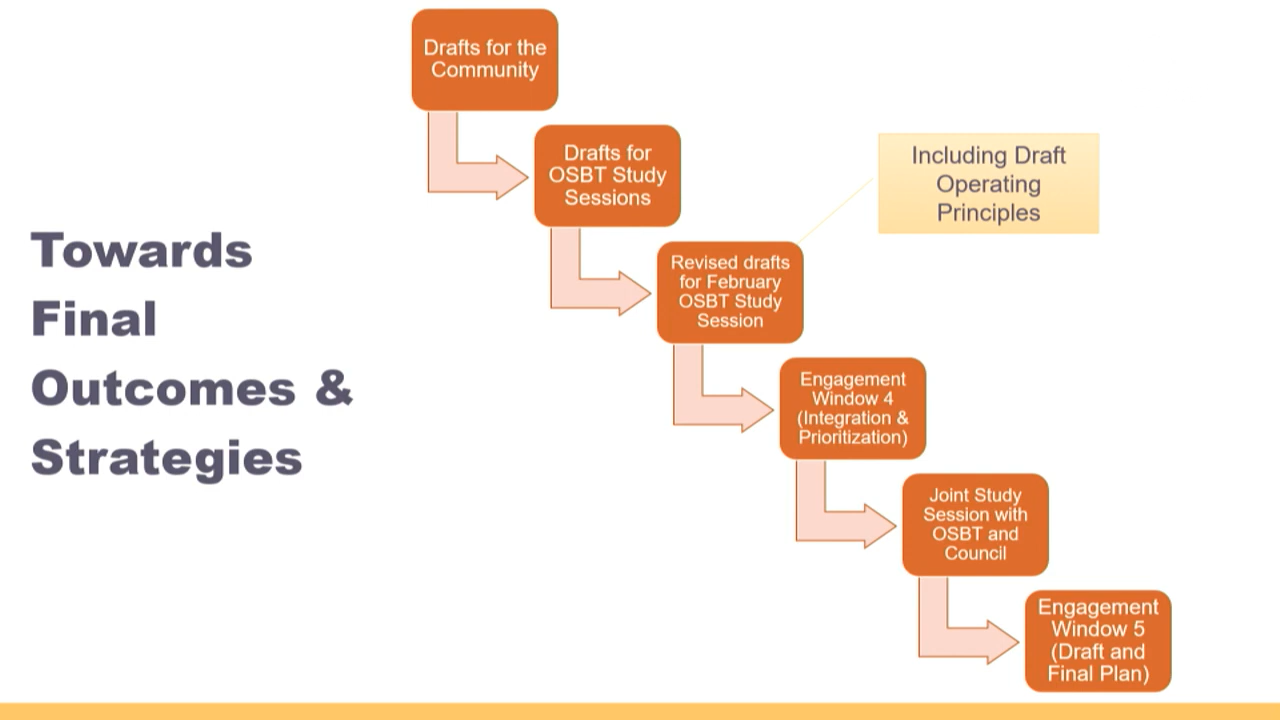 Towards
Final
Outcomes &
Strategies
Drafts for the
Community
Drafts for
OSBT Study
Sessions
Including Draft
Operating
Principles
Revised drafts
for February
OSBT Study
Session
Engagement
Window 4
(Integration &
Prioritization)
Joint Study
Session with
OSBT and
Council
Engagement
Window 5
(Draft and
Final Plan)